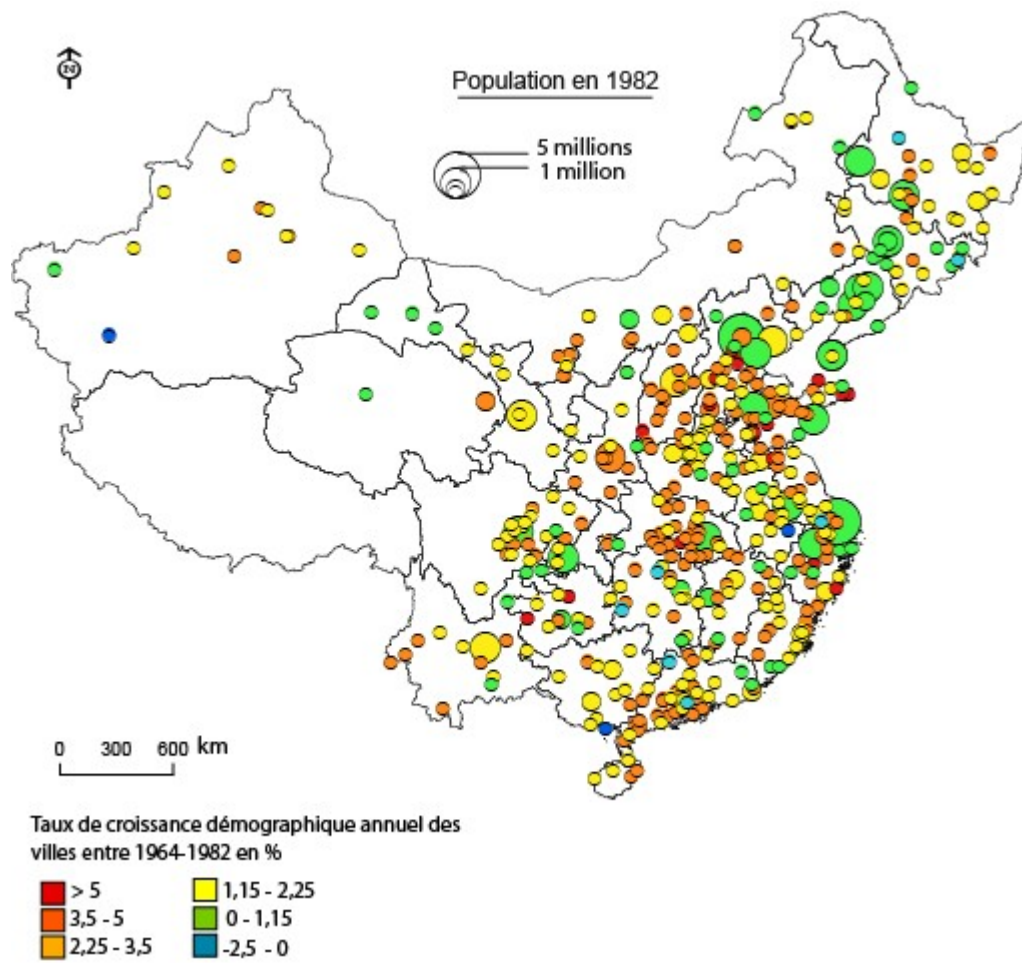 N
Population en 1982
5 millions
1 million
0 300 600 km
Taux de croissance démographique annuel des
villes entre 1964-1982 en %
> 5
3,5 - 5
2,25 - 3,5
1,15 - 2,25
0 - 1,15
-2,5 - 0